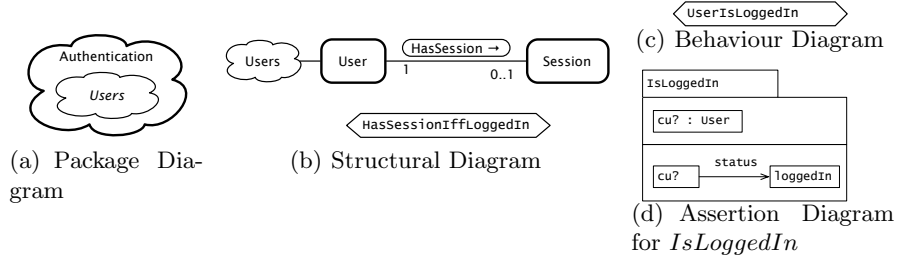 Authentication
Users
(a) Package Dia-
gram
Users
User
HasSession →
1
0..1
Session
HasSessionIffLoggedIn
(b) Structural Diagram
UserIsLoggedIn
(c) Behaviour Diagram
IsLoggedIn
cu? : User
cu?
status
loggedIn
(d) Assertion Diagram
for IsLoggedIn